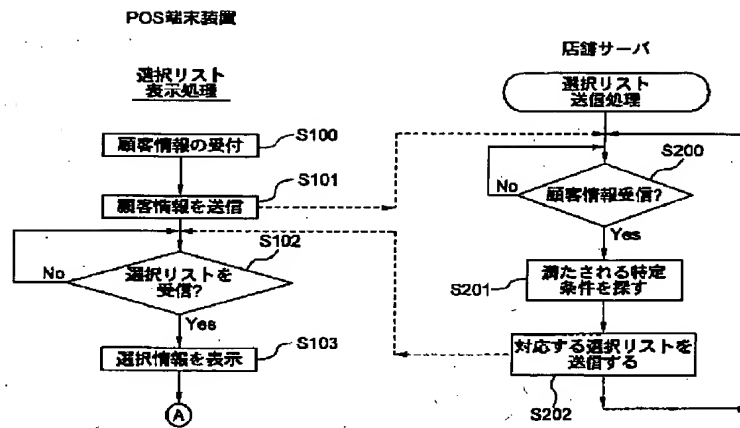 POS端末装置
選択リスト
表示処理
顧客情報の受付
S100
顧客情報を送信
S101
選択リストを
受信?
S102
No
Yes
選択情報を表示
S103
A
店舗サーバ
選択リスト
送信処理
顧客情報受信?
S200
No
Yes
満たされる特定
条件を探す
S201
対応する選択リストを
送信する
S202